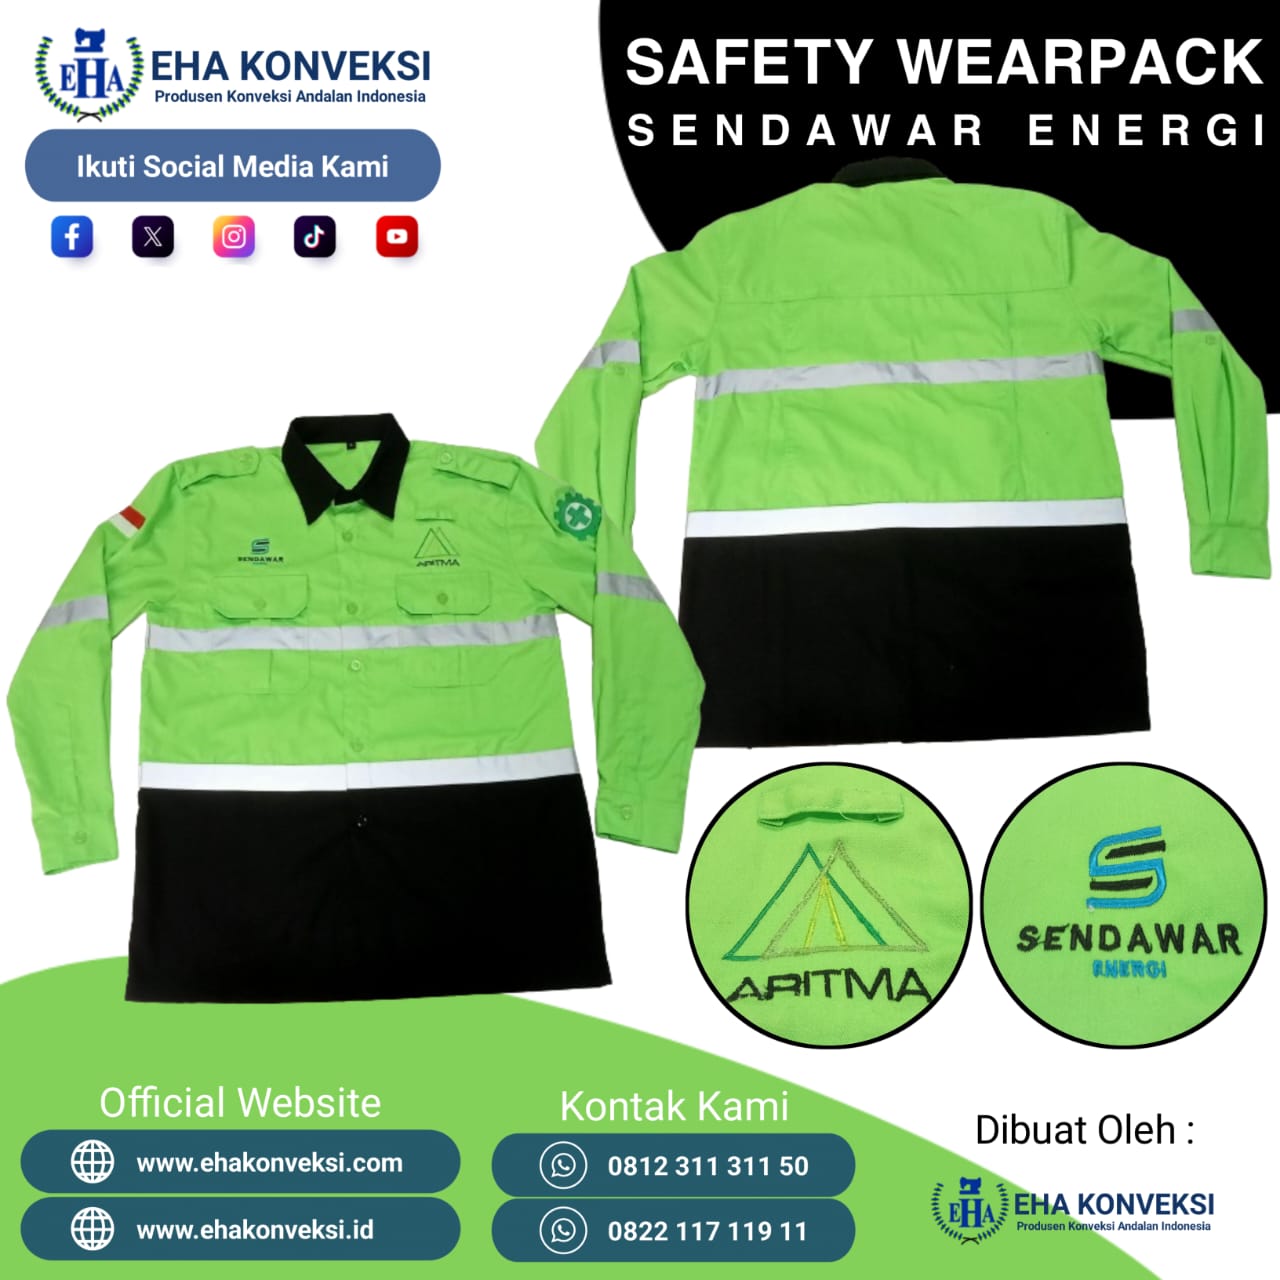 EHA
EHA KONVEKSI
Produsen Konveksi Andalan Indonesia
Ikuti Social Media Kami
SAFETY WEARPACK
SENDAWAR ENERGI
SENDAWAR
ARITMA
ARITMA
SENDAWAR
ENERGI
Official Website
www.ehakonveksi.com
www.ehakonveksi.id
Kontak Kami
0812 311 311 50
0822 117 119 11
Dibuat Oleh :
EHA
EHA KONVEKSI
Produsen Konveksi Andalan Indonesia